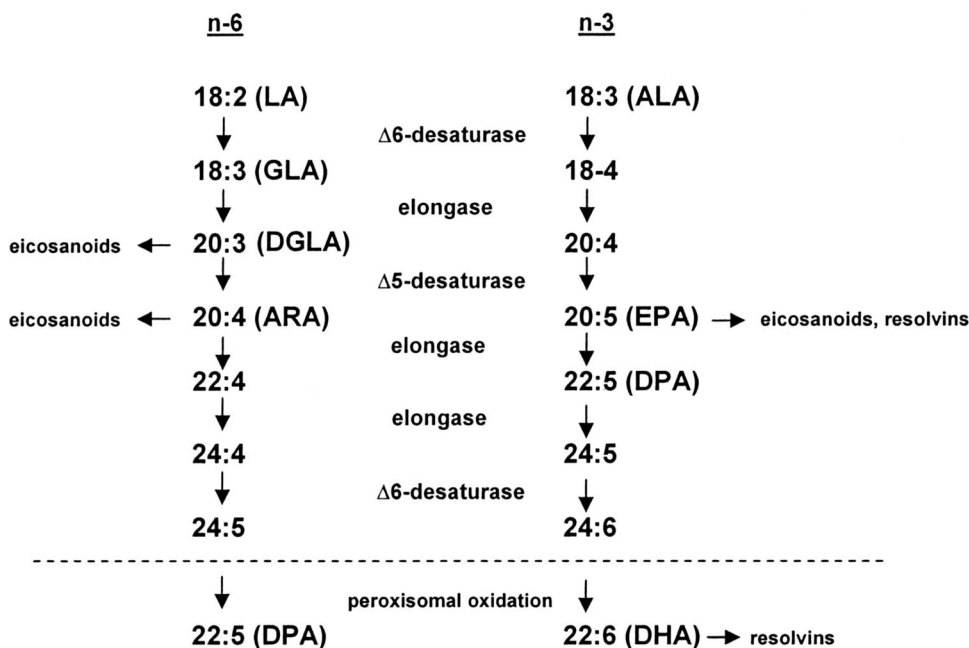 n-6 n-3
18:2 (LA) 18:3 (ALA)
Δ6-desaturase
18:3 (GLA) 18-4
elongase
eicosanoids 20:3 (DGLA) 20:4
Δ5-desaturase
eicosanoids 20:4 (ARA) 20:5 (EPA) eicosanoids, resolvins
elongase
22:4 22:5 (DPA)
elongase
24:4 24:5
Δ6-desaturase
24:5 24:6
peroxisomal oxidation
22:5 (DPA) 22:6 (DHA) resolvins